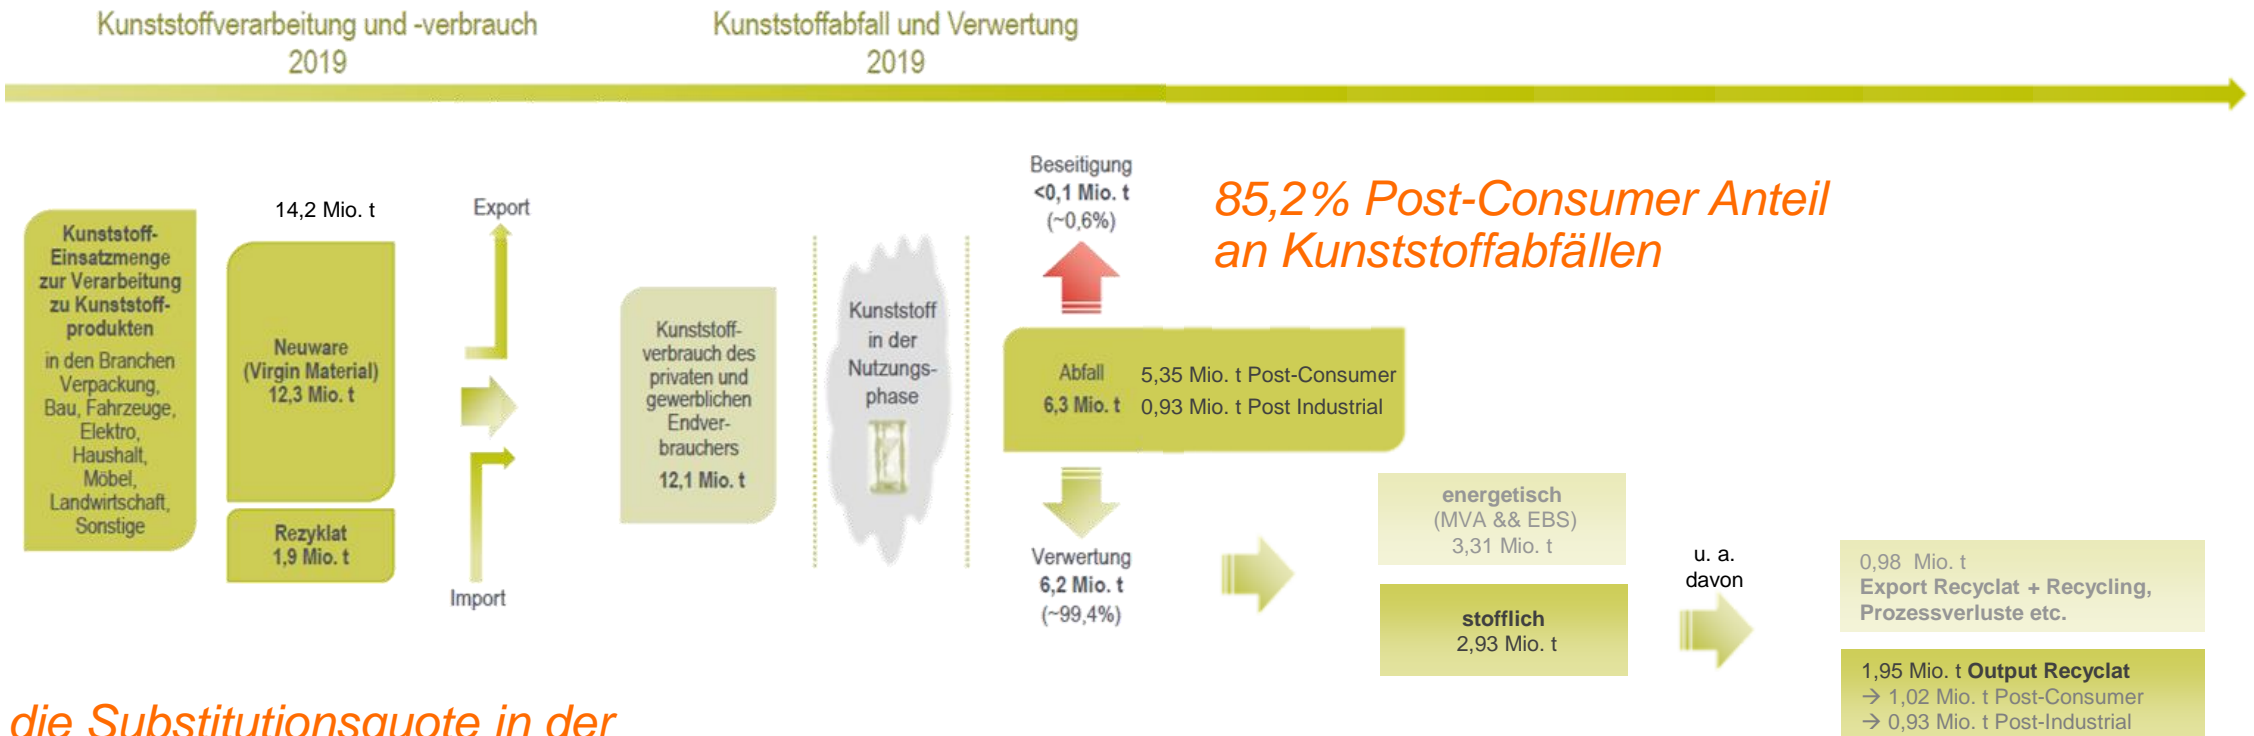 Kunststoffverarbeitung und -verbrauch
2019
Kunststoffabfall und Verwertung
2019
Kunststoff-
Einsatzmenge
zur Verarbeitung
zu Kunststoff-
produkten
in den Branchen
Verpackung,
Bau, Fahrzeuge,
Elektro,
Haushalt,
Möbel,
Landwirtschaft,
Sonstige
14,2 Mio. t
Neuware
(Virgin Material)
12,3 Mio. t
Rezyklat
1,9 Mio. t
Export
Import
Kunststoff-
verbrauch des
privaten und
gewerblichen
Endver-
brauchers
12,1 Mio. t
Kunststoff
in der
Nutzungs-
phase
Beseitigung
<0,1 Mio. t
(~0,6%)
85,2% Post-Consumer Anteil
an Kunststoffabfällen
Abfall
6,3 Mio. t
5,35 Mio. t Post-Consumer
0,93 Mio. t Post Industrial
Verwertung
6,2 Mio. t
(~99,4%)
energetisch
(MVA && EBS)
3,31 Mio. t
stofflich
2,93 Mio. t
u. a.
davon
0,98 Mio. t
Export Recyclat + Recycling,
Prozessverluste etc.
1,95 Mio. t Output Recyclat
→ 1,02 Mio. t Post-Consumer
→ 0,93 Mio. t Post-Industrial
die Substitutionsquote in der